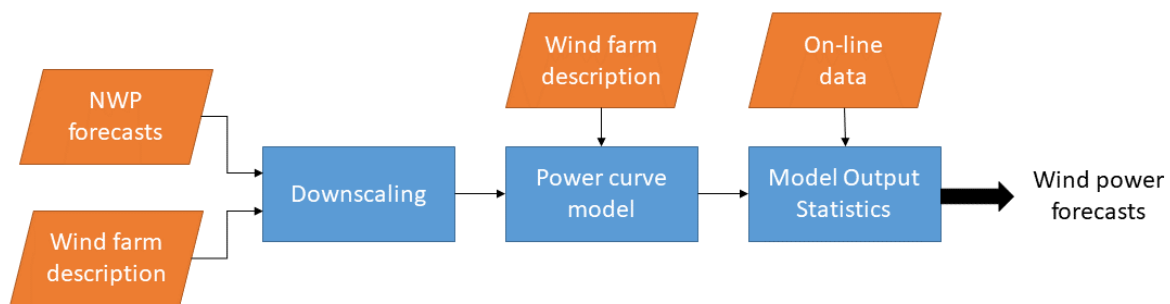 Wind farm
description
On-line
data
NWP
forecasts
Downscaling
Power curve
model
Model Output
Statistics
Wind power
forecasts
Wind farm
description